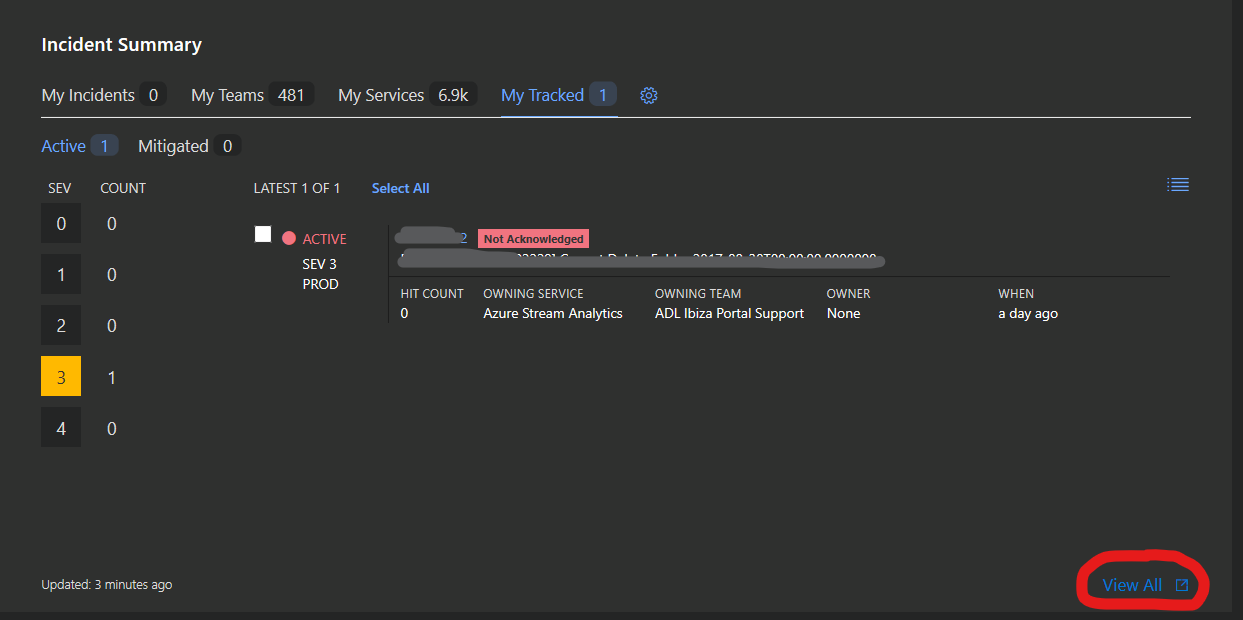 Incident Summary
My Incidents 0 My Teams 481 My Services 6.9k My Tracked 1
Active 1 Mitigated 0
SEV COUNT LATEST 1 OF 1 Select All
0 0
ACTIVE 2 Not Acknowledged
SEV 3
PROD
1 0
HIT COUNT OWNING SERVICE OWNING TEAM OWNER WHEN
0 Azure Stream Analytics ADL Ibiza Portal Support None a day ago
2 0
3 1
4 0
Updated: 3 minutes ago View All